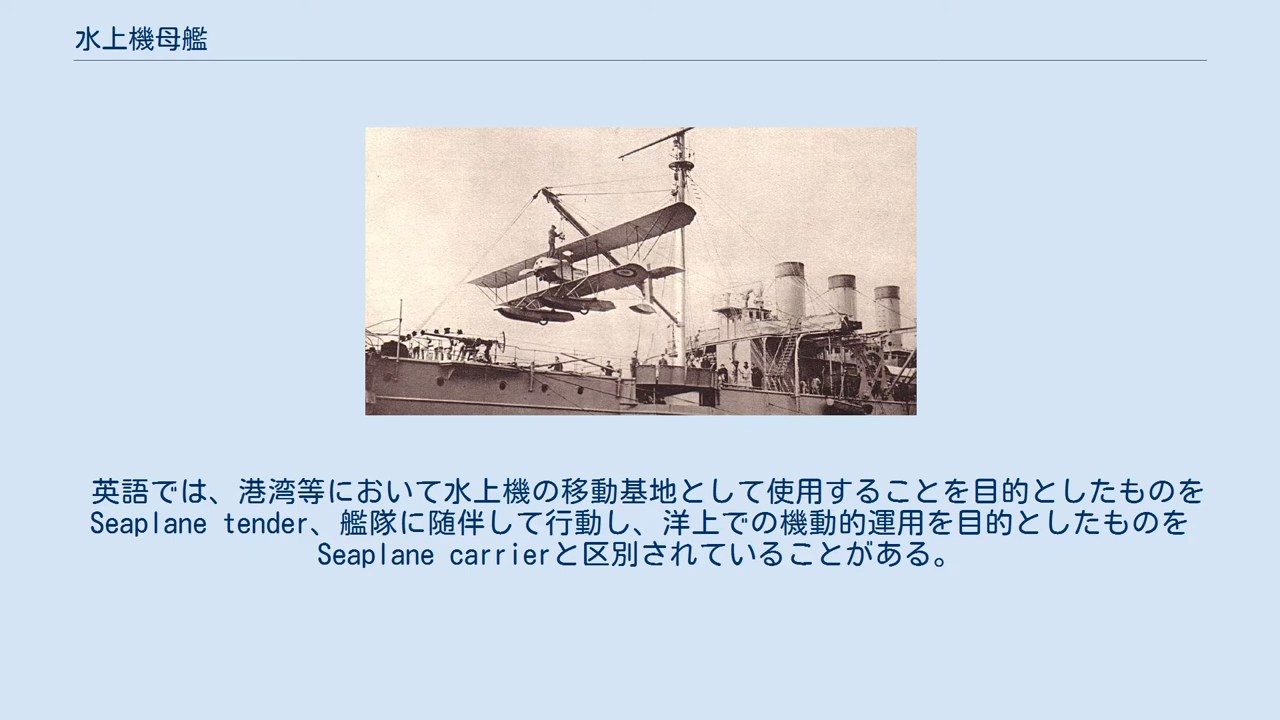 水上機母艦
英語では、港湾等において水上機の移動基地として使用することを目的としたものを
Seaplane tender、艦隊に随伴して行動し、洋上での機動的運用を目的としたものを
Seaplane carrierと区別されていることがある。